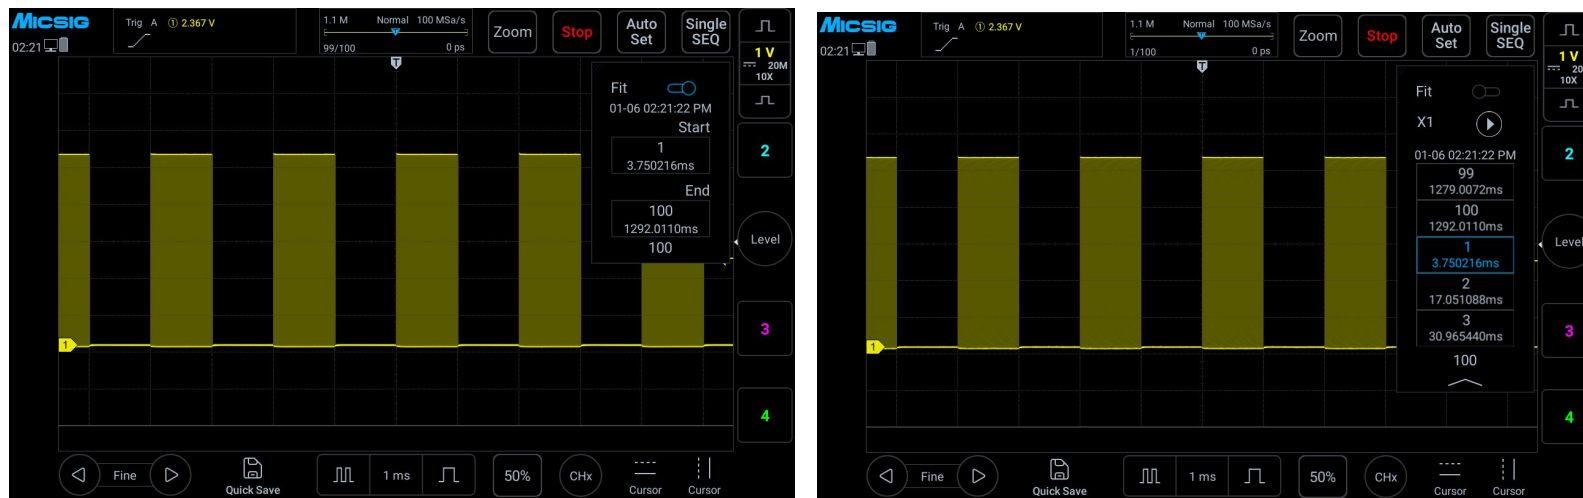 MICSIG
02:21
Trig A ① 2.367 V
1.1 M Normal 100 MSa/s
99/100 0 ps
Zoom
Stop
Auto
Set
Single
SEQ
1 V
20M
10X
T
Fit
01-06 02:21:22 PM
Start
1
3.750216ms
End
100
1292.0110ms
100
2
Level
3
4
1
Fine
Quick Save
1 ms
50%
CHx
Cursor
Cursor
MICSIG
02:21
Trig A ① 2.367 V
1.1 M Normal 100 MSa/s
1/100 0 ps
Zoom
Stop
Auto
Set
Single
SEQ
1 V
20
10X
T
Fit
X1
01-06 02:21:22 PM
99
1279.0072ms
100
1292.0110ms
1
3.750216ms
2
17.051088ms
3
30.965440ms
100
2
Level
3
4
1
Fine
Quick Save
1 ms
50%
CHx
Cursor
Cursor